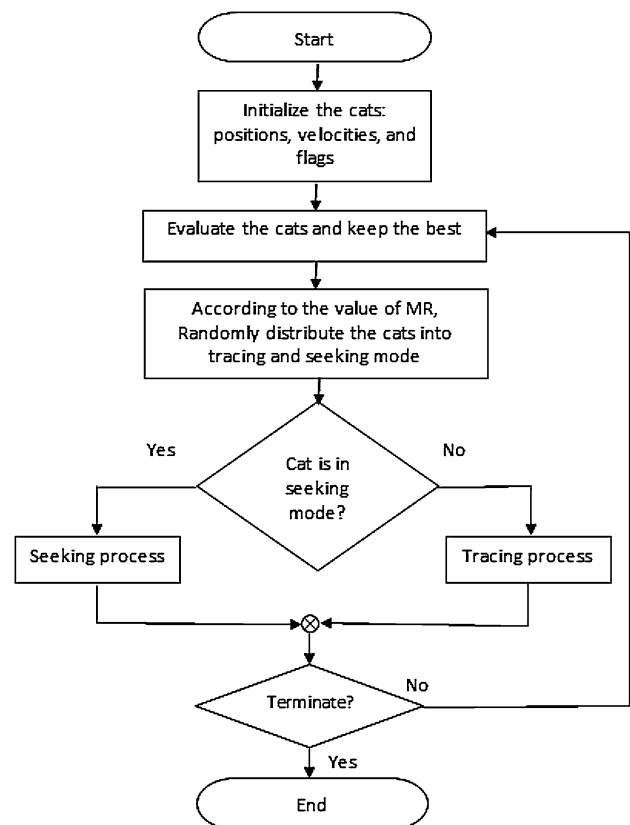 Start
Initialize the cats:
positions, velocities, and
flags
Evaluate the cats and keep the best
According to the value of MR,
Randomly distribute the cats into
tracing and seeking mode
Yes
No
Cat is in
seeking
mode?
Seeking process
Tracing process
No
Terminate?
Yes
End